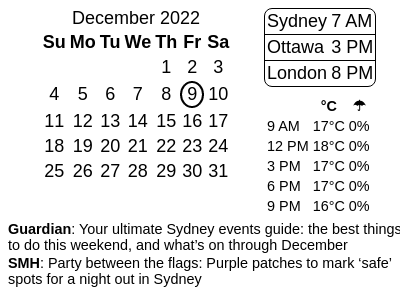 December 2022
Su Mo Tu We Th Fr Sa
1 2 3
4 5 6 7 8 9 10
11 12 13 14 15 16 17
18 19 20 21 22 23 24
25 26 27 28 29 30 31
Sydney 7 AM
Ottawa 3 PM
London 8 PM
°C ☂
9 AM 17°C 0%
12 PM 18°C 0%
3 PM 17°C 0%
6 PM 17°C 0%
9 PM 16°C 0%
Guardian: Your ultimate Sydney events guide: the best things
to do this weekend, and what’s on through December
SMH: Party between the flags: Purple patches to mark ‘safe’
spots for a night out in Sydney